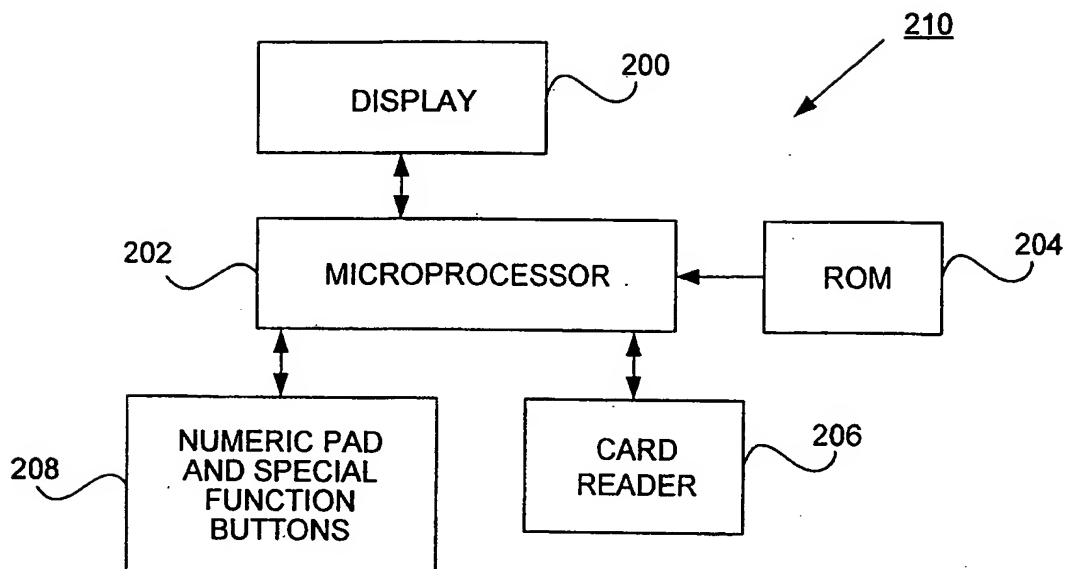 210
200
DISPLAY
202
MICROPROCESSOR
ROM
204
NUMERIC PAD
AND SPECIAL
FUNCTION
BUTTONS
208
CARD
READER
206